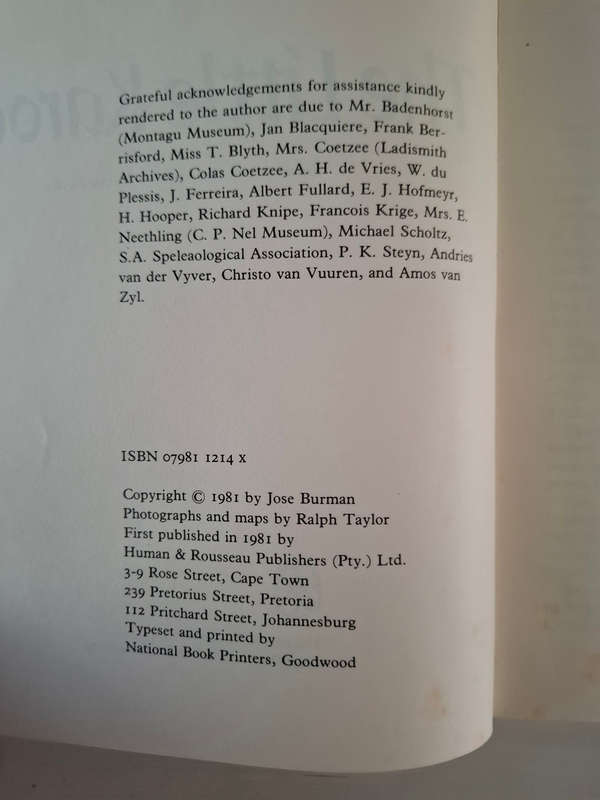 Grateful acknowledgements for assistance kindly
rendered to the author are due to Mr. Badenhorst
(Montagu Museum), Jan Blacquiere, Frank Ber-
risford, Miss T. Blyth, Mrs. Coetzee (Ladismith
Archives), Colas Coetzee, A. H. de Vries, W. du
Plessis, J. Ferreira, Albert Fullard, E. J. Hofmeyr,
H. Hooper, Richard Knipe, Francois Krige, Mrs. E.
Neethling (C. P. Nel Museum), Michael Scholtz,
S.A. Speleaological Association, P. K. Steyn, Andries
van der Vyver, Christo van Vuuren, and Amos van
Zyl.
ISBN 07981 1214 X
Copyright © 1981 by Jose Burman
Photographs and maps by Ralph Taylor
First published in 1981 by
Human & Rousseau Publishers (Pty.) Ltd.
3-9 Rose Street, Cape Town
239 Pretorius Street, Pretoria
112 Pritchard Street, Johannesburg
Typeset and printed by
National Book Printers, Goodwood